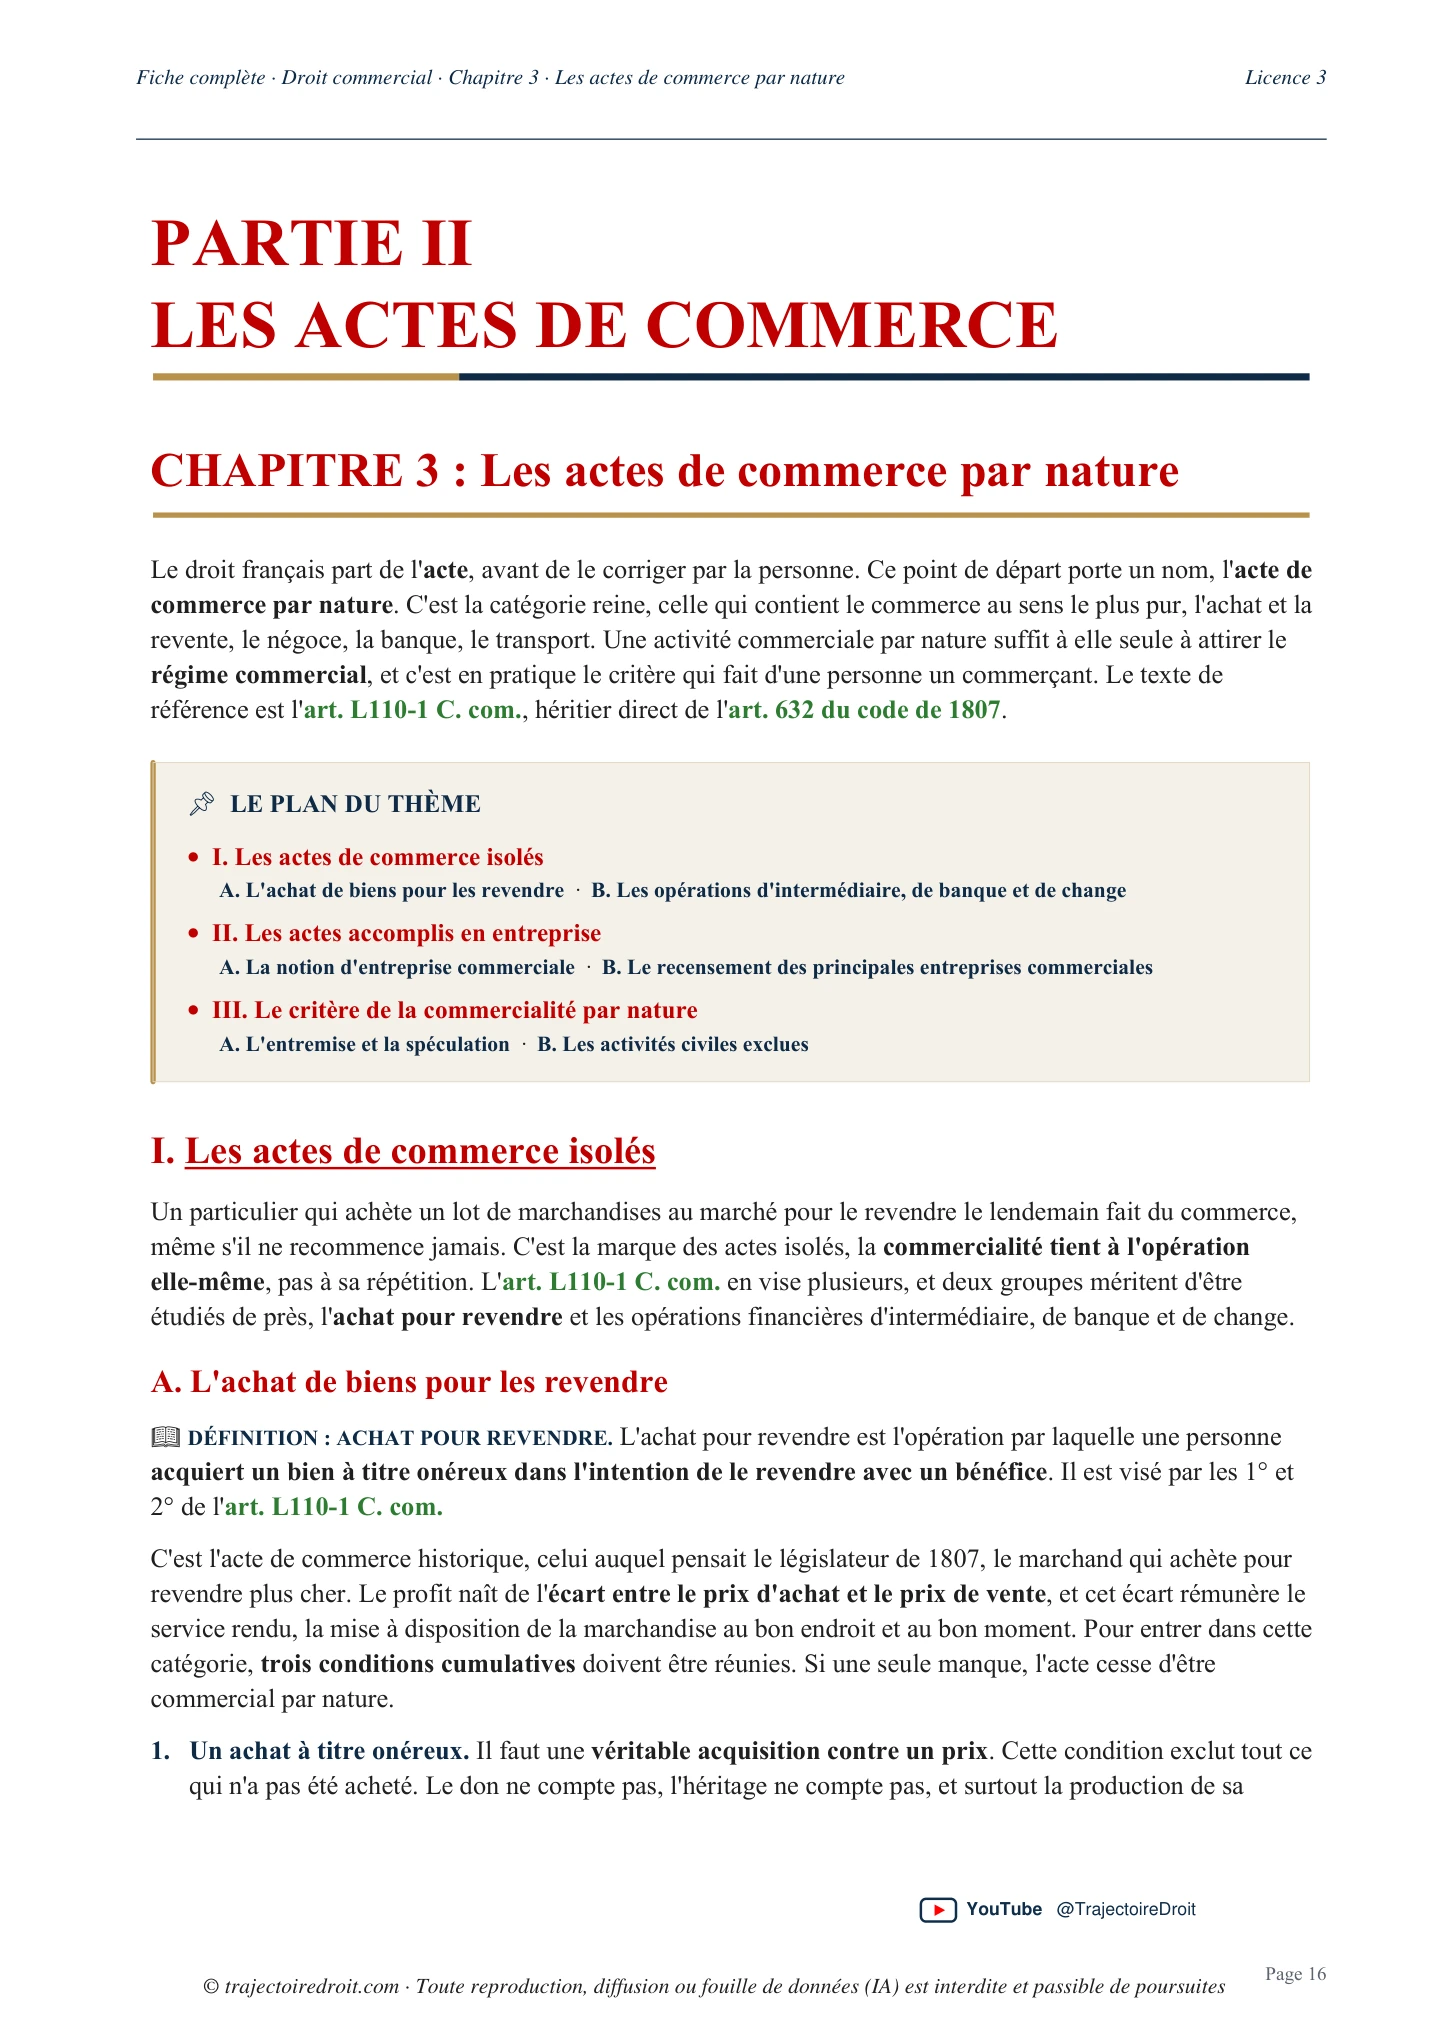 Fiche complète · Droit commercial · Chapitre 3 · Les actes de commerce par nature Licence 3
PARTIE II
LES ACTES DE COMMERCE
CHAPITRE 3 : Les actes de commerce par nature
Le droit français part de l'acte, avant de le corriger par la personne. Ce point de départ porte un nom, l'acte de
commerce par nature. C'est la catégorie reine, celle qui contient le commerce au sens le plus pur, l'achat et la
revente, le négoce, la banque, le transport. Une activité commerciale par nature suffit à elle seule à attirer le
régime commercial, et c'est en pratique le critère qui fait d'une personne un commerçant. Le texte de
référence est l'art. L110-1 C. com., héritier direct de l'art. 632 du code de 1807.
LE PLAN DU THÈME
• I. Les actes de commerce isolés
A. L'achat de biens pour les revendre · B. Les opérations d'intermédiaire, de banque et de change
• II. Les actes accomplis en entreprise
A. La notion d'entreprise commerciale · B. Le recensement des principales entreprises commerciales
• III. Le critère de la commercialité par nature
A. L'entremise et la spéculation · B. Les activités civiles exclues
I. Les actes de commerce isolés
Un particulier qui achète un lot de marchandises au marché pour le revendre le lendemain fait du commerce,
même s'il ne recommence jamais. C'est la marque des actes isolés, la commercialité tient à l'opération
elle-même, pas à sa répétition. L'art. L110-1 C. com. en vise plusieurs, et deux groupes méritent d'être
étudiés de près, l'achat pour revendre et les opérations financières d'intermédiaire, de banque et de change.
A. L'achat de biens pour les revendre
DÉFINITION : ACHAT POUR REVENDRE. L'achat pour revendre est l'opération par laquelle une personne
acquiert un bien à titre onéreux dans l'intention de le revendre avec un bénéfice. Il est visé par les 1° et
2° de l'art. L110-1 C. com.
C'est l'acte de commerce historique, celui auquel pensait le législateur de 1807, le marchand qui achète pour
revendre plus cher. Le profit naît de l'écart entre le prix d'achat et le prix de vente, et cet écart rémunère le
service rendu, la mise à disposition de la marchandise au bon endroit et au bon moment. Pour entrer dans cette
catégorie, trois conditions cumulatives doivent être réunies. Si une seule manque, l'acte cesse d'être
commercial par nature.
1. Un achat à titre onéreux. Il faut une véritable acquisition contre un prix. Cette condition exclut tout ce
qui n'a pas été acheté. Le don ne compte pas, l'héritage ne compte pas, et surtout la production de sa
YouTube @TrajectoireDroit
© trajectoiredroit.com · Toute reproduction, diffusion ou fouille de données (IA) est interdite et passible de poursuites Page 16